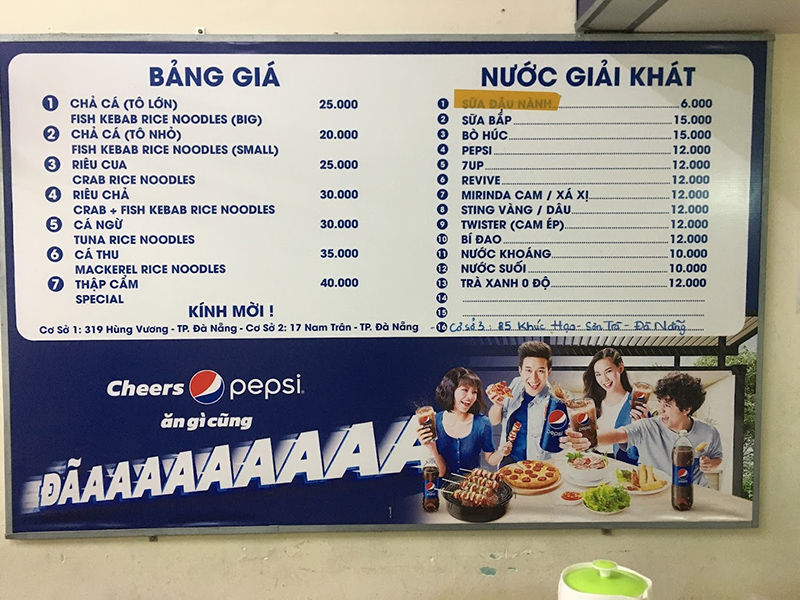 BẢNG GIÁ
1 CHẢ CÁ (TÔ LỚN) 25.000
FISH KEBAB RICE NOODLES (BIG)
2 CHẢ CÁ (TÔ NHỎ) 20.000
FISH KEBAB RICE NOODLES (SMALL)
3 RIÊU CUA 25.000
CRAB RICE NOODLES
4 RIÊU CHẢ 30.000
CRAB + FISH KEBAB RICE NOODLES
5 CÁ NGỪ 30.000
TUNA RICE NOODLES
6 CÁ THU 35.000
MACKEREL RICE NOODLES
7 THẬP CẨM 40.000
SPECIAL
KÍNH MỜI !
Cơ Sở 1: 319 Hùng Vương - TP. Đà Nẵng - Cơ Sở 2: 17 Nam Trân - TP. Đà Nẵng
NƯỚC GIẢI KHÁT
1 SỮA DẬU NÀNH 6.000
2 SỮA BẮP 15.000
3 BÒ HÚC 15.000
4 PEPSI 12.000
5 7UP 12.000
6 REVIVE 12.000
7 MIRINDA CAM / XÁ XỊ 12.000
8 STING VÀNG / DÂU 12.000
9 TWISTER (CAM ÉP) 12.000
10 BÍ ĐAO 12.000
11 NƯỚC KHOÁNG 10.000
12 NƯỚC SUỐI 10.000
13 TRÀ XANH 0 ĐỘ 12.000
14
15
16 - Cơ sở 3: 85 Khúc Hạo - Sơn Trà - Đà Nẵng
Cheers pepsi
ăn gì cũng
ĐÃAAAAAAAAAA
pepsi